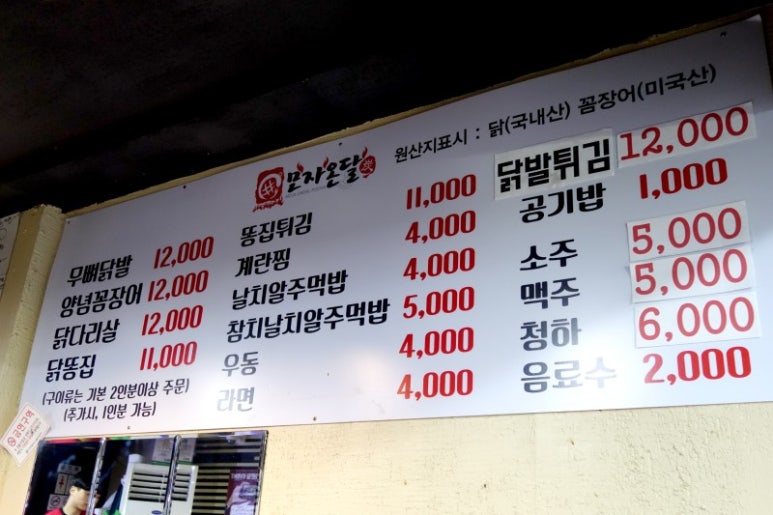 원산지표시 : 닭(국내산) 꼼장어(미국산)
모자온달
무뼈닭발 12,000
양념꼼장어 12,000
닭다리살 12,000
닭똥집 11,000
(구이류는 기본 2인분이상 주문)
(추가시, 1인분 가능)
똥집튀김 11,000
계란찜 4,000
날치알주먹밥 4,000
참치날치알주먹밥 5,000
우동 4,000
라면 4,000
닭발튀김 12,000
공기밥 1,000
소주 5,000
맥주 5,000
청하 6,000
음료수 2,000
금연구역